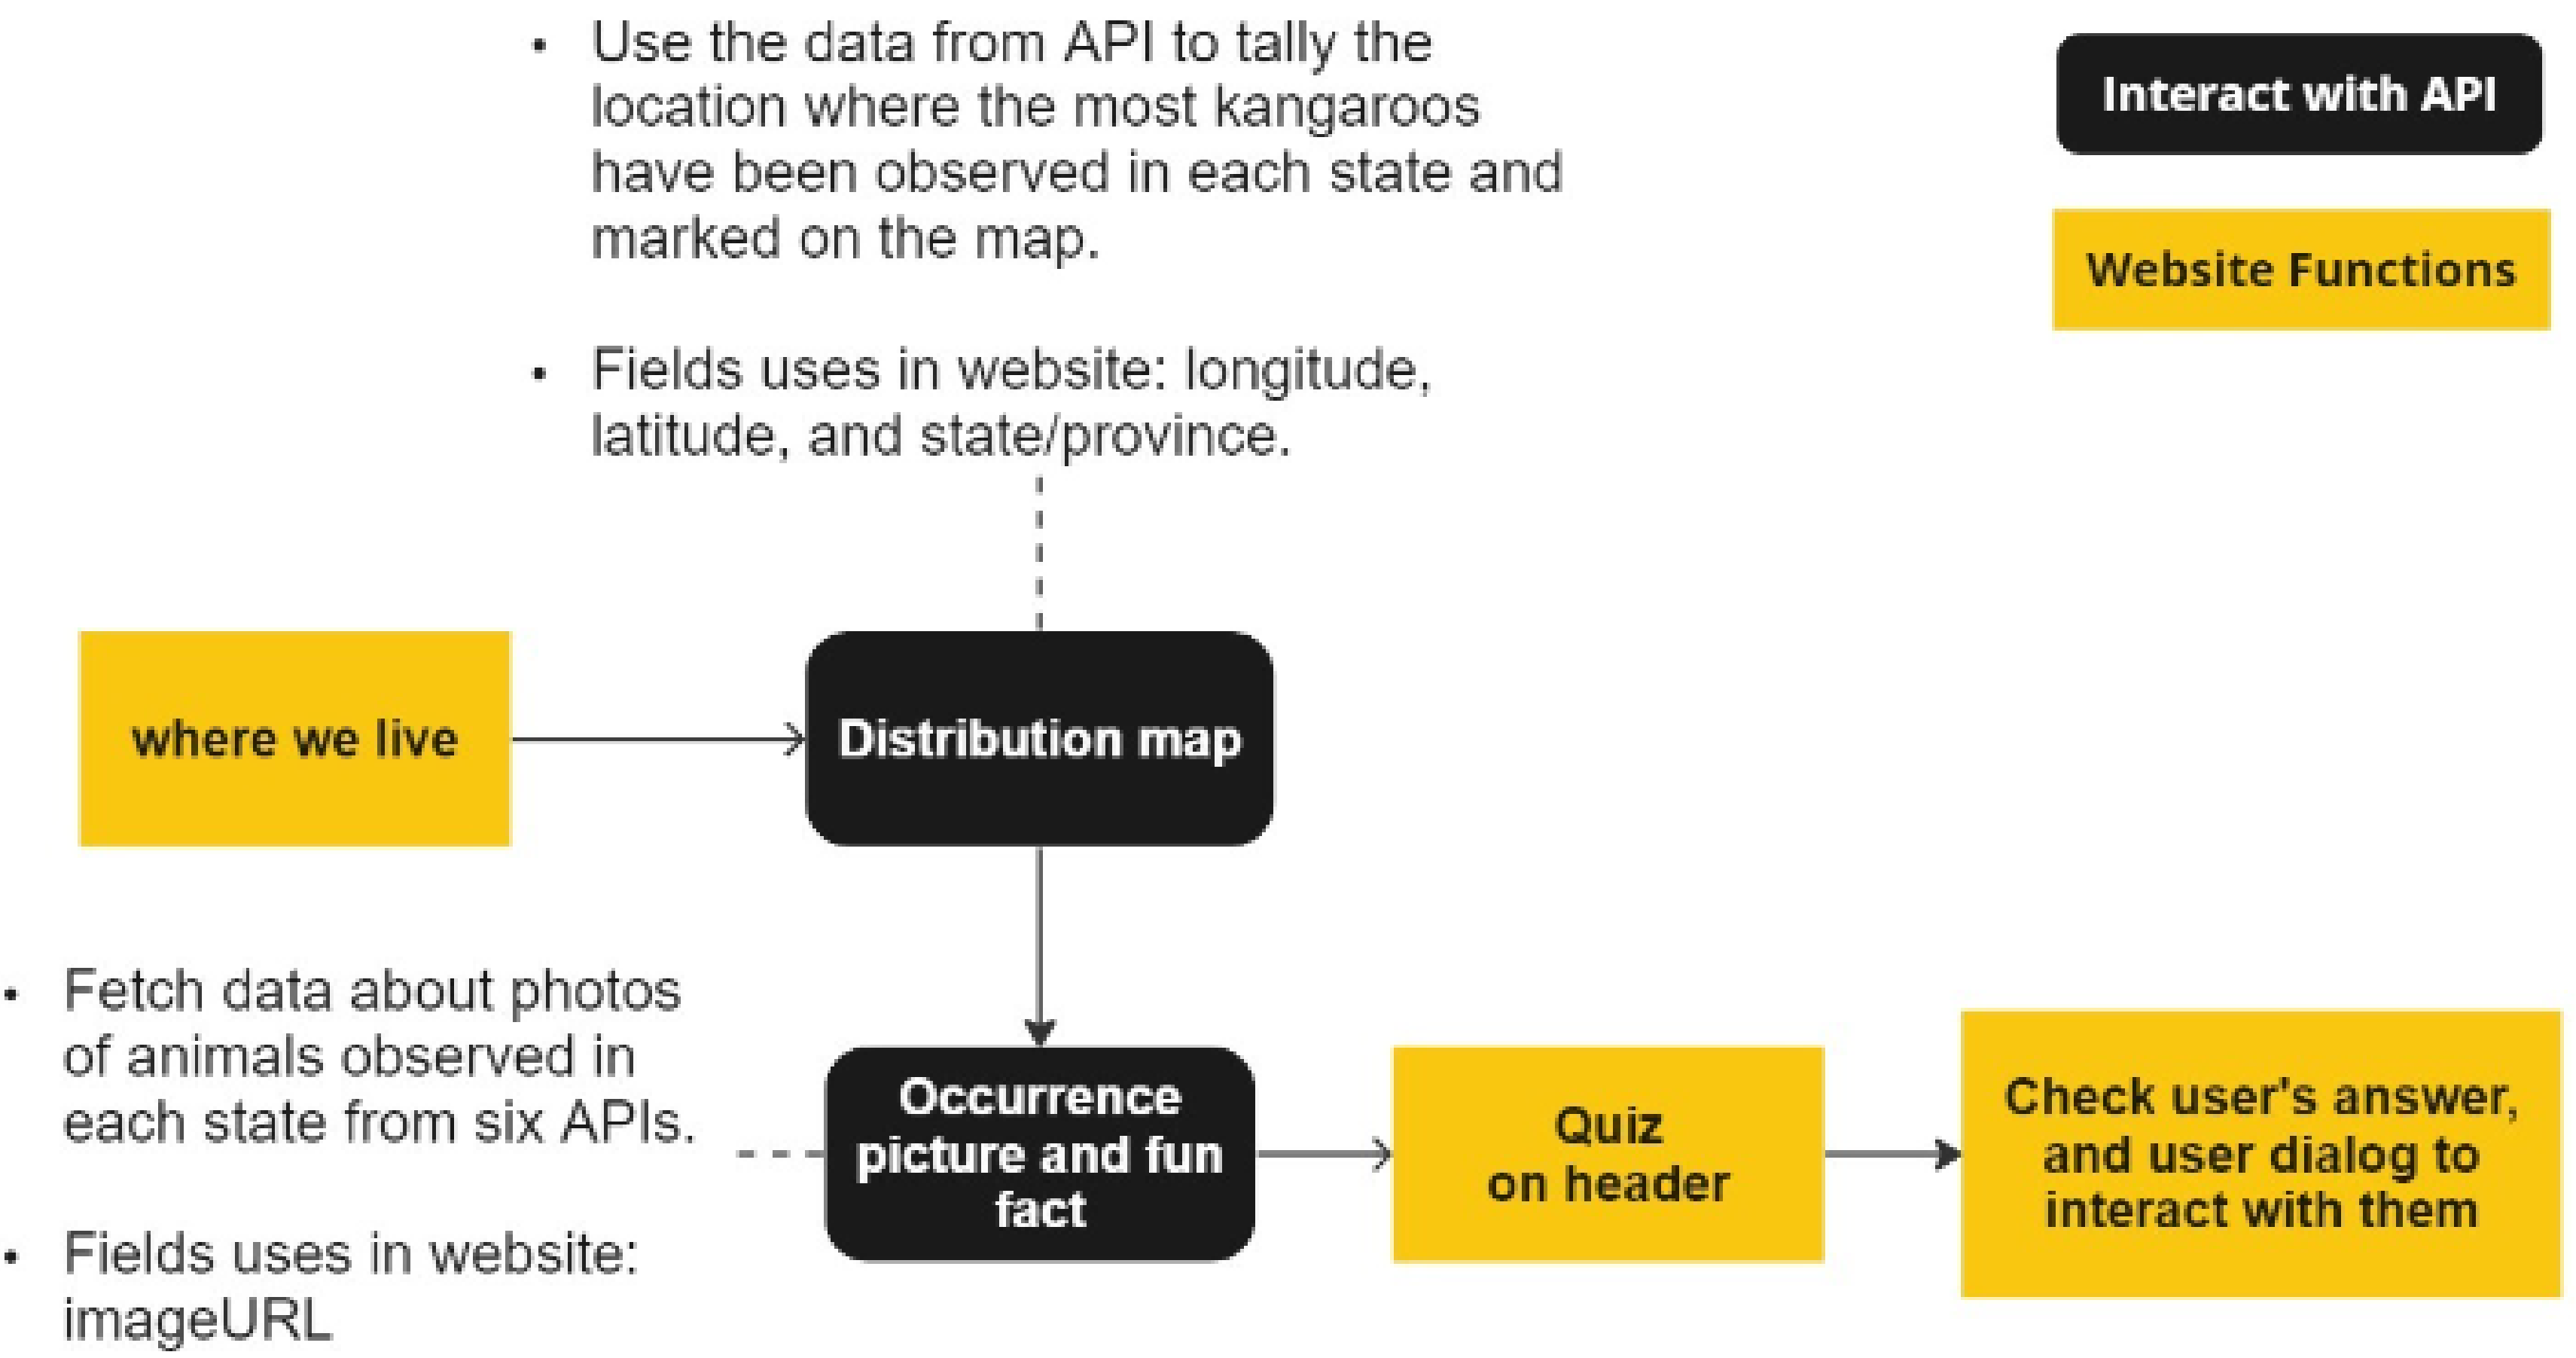 • Use the data from API to tally the
location where the most kangaroos
have been observed in each state and
marked on the map.
• Fields uses in website: longitude,
latitude, and state/province.
Interact with API
Website Functions
where we live
Distribution map
• Fetch data about photos
of animals observed in
each state from six APIs.
• Fields uses in website:
imageURL
Occurrence
picture and fun
fact
Quiz
on header
Check user's answer,
and user dialog to
interact with them